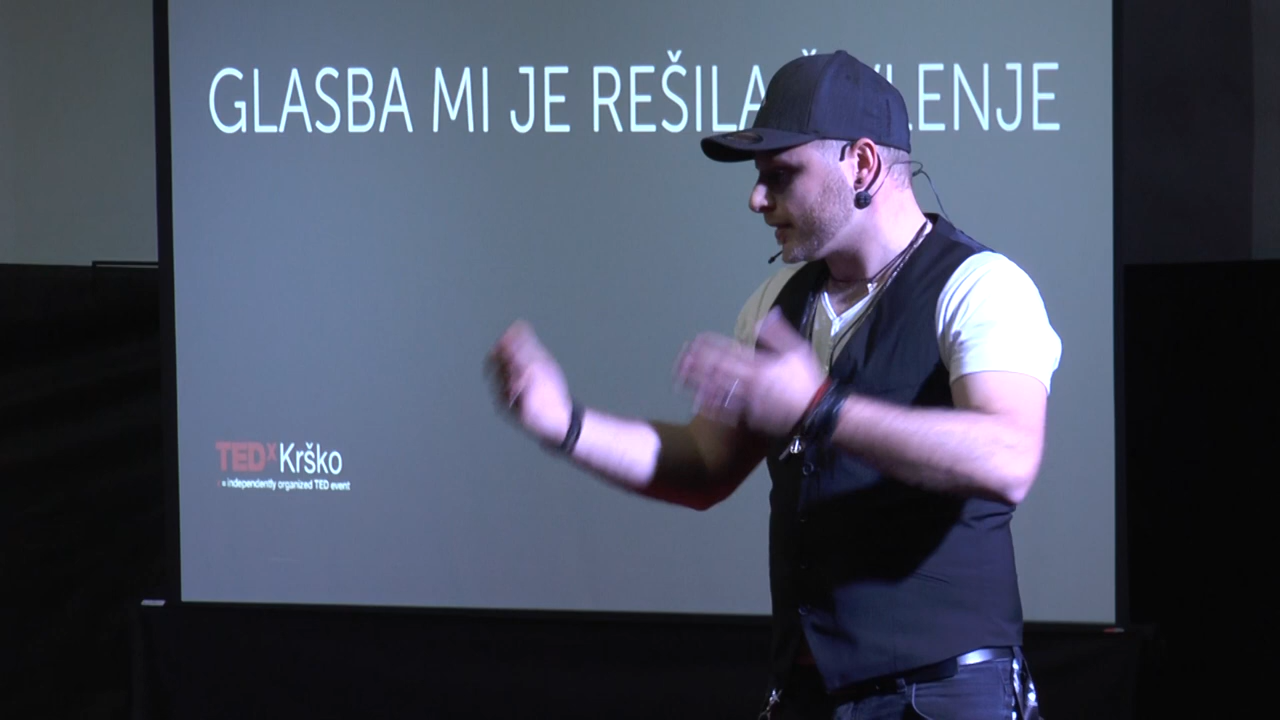 GLASBA MI JE REŠILA
TEDxKrško
= independently organized TED event